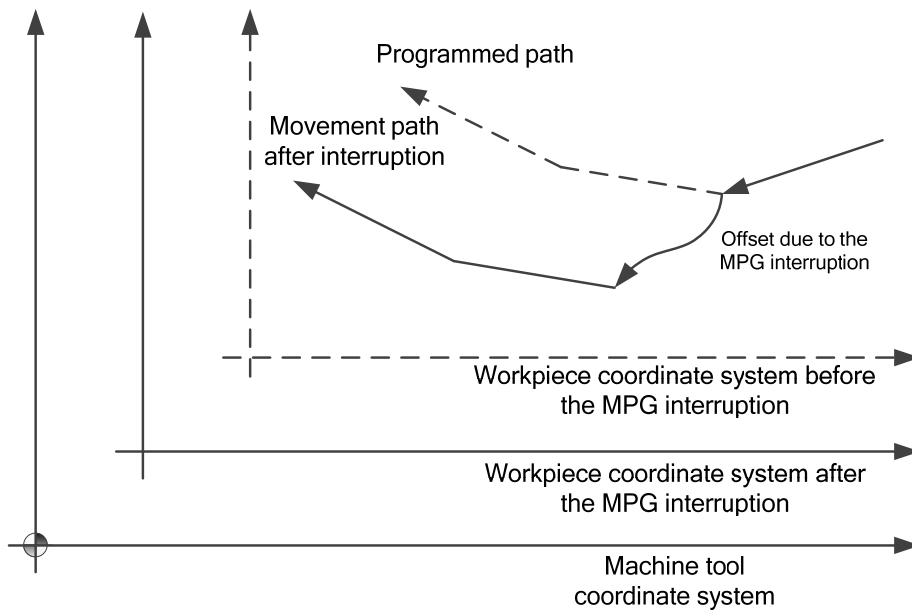 Programmed path
Movement path
after interruption
Offset due to the
MPG interruption
Workpiece coordinate system before
the MPG interruption
Workpiece coordinate system after
the MPG interruption
Machine tool
coordinate system